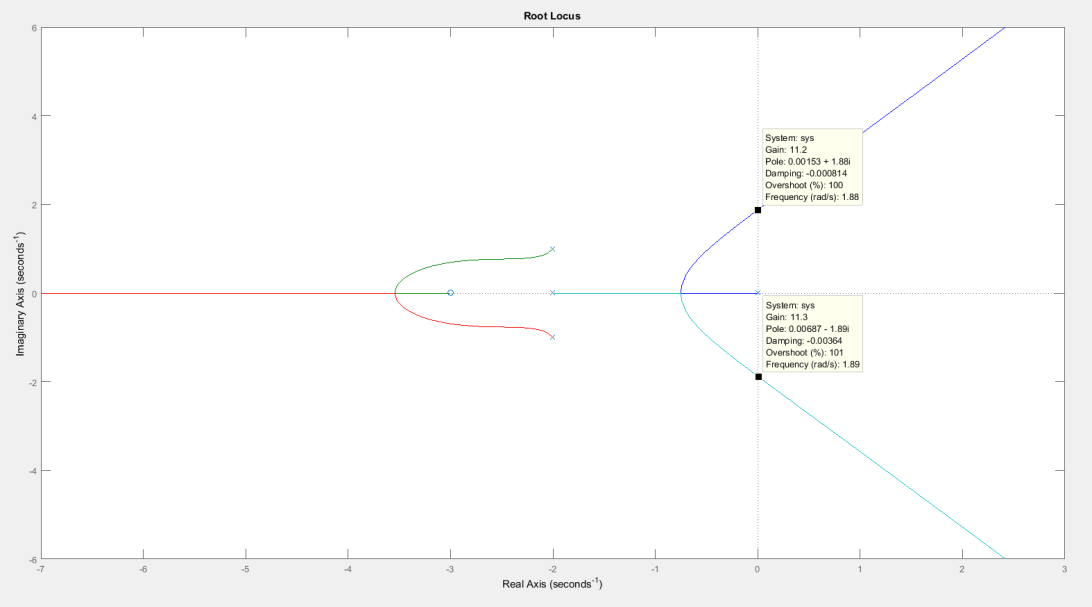 Root Locus
6
4
2
0
-2
-4
-6
Imaginary Axis (seconds⁻¹)
System: sys
Gain: 11.2
Pole: 0.00153 + 1.88i
Damping: -0.000814
Overshoot (%): 100
Frequency (rad/s): 1.88
System: sys
Gain: 11.3
Pole: 0.00687 - 1.89i
Damping: -0.00364
Overshoot (%): 101
Frequency (rad/s): 1.89
-7 -6 -5 -4 -3 -2 -1 0 1 2 3
Real Axis (seconds⁻¹)